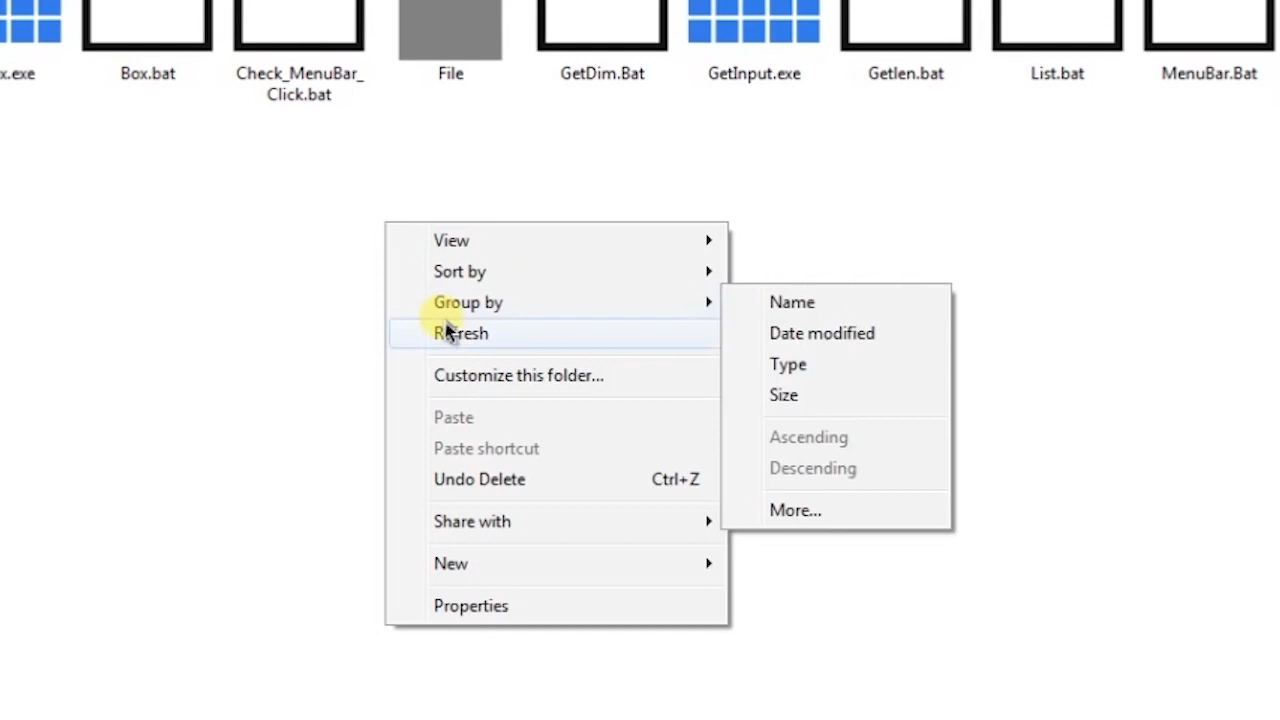 x.exe
Box.bat
Check_MenuBar_
Click.bat
File
GetDim.Bat
GetInput.exe
Getlen.bat
List.bat
MenuBar.Bat
View
Sort by
Group by
Refresh
Customize this folder...
Paste
Paste shortcut
Undo Delete Ctrl+Z
Share with
New
Properties
Name
Date modified
Type
Size
Ascending
Descending
More...